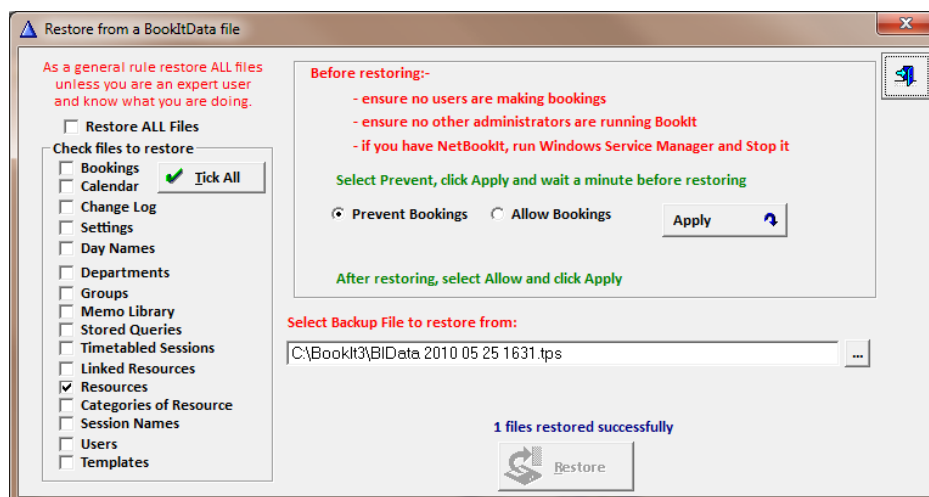 Restore from a BookItData file
As a general rule restore ALL files
unless you are an expert user
and know what you are doing.
Restore ALL Files
Check files to restore
Bookings
Tick All
Calendar
Change Log
Settings
Day Names
Departments
Groups
Memo Library
Stored Queries
Timetabled Sessions
Linked Resources
Resources
Categories of Resource
Session Names
Users
Templates
Before restoring:-
- ensure no users are making bookings
- ensure no other administrators are running BookIt
- if you have NetBookIt, run Windows Service Manager and Stop it
Select Prevent, click Apply and wait a minute before restoring
Prevent Bookings Allow Bookings Apply
After restoring, select Allow and click Apply
Select Backup File to restore from:
C:\BookIt3\BIData 2010 05 25 1631.tps ...
1 files restored successfully
Restore